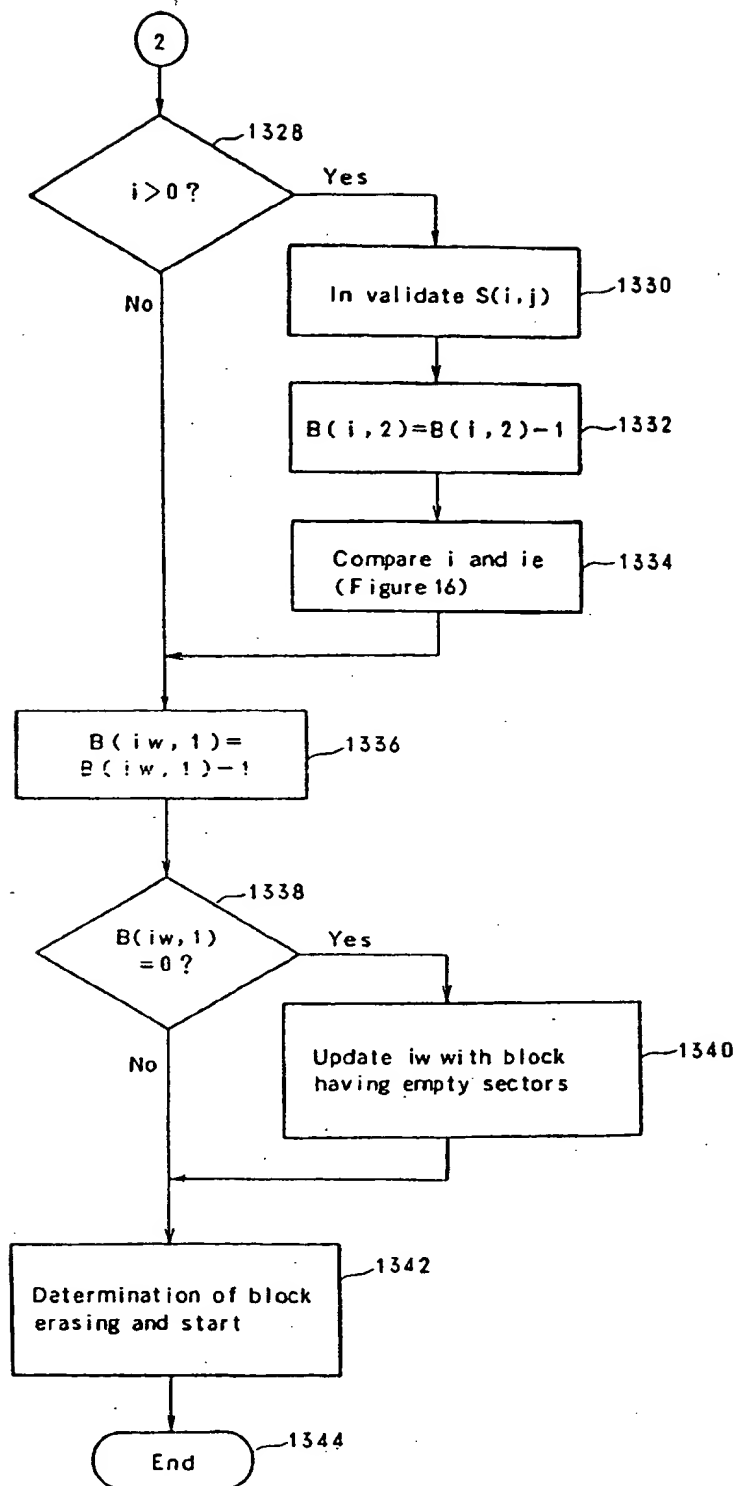 2
1328
i>0?
Yes
No
In validate S(i,j)
1330
B(i,2)=B(i,2)-1
1332
Compare i and ie
(Figure 16)
1334
B(iw,1)=
B(iw,1)-1
1336
1338
B(iw,1)
=0?
Yes
No
Update iw with block
having empty sectors
1340
1342
Determination of block
erasing and start
End
1344